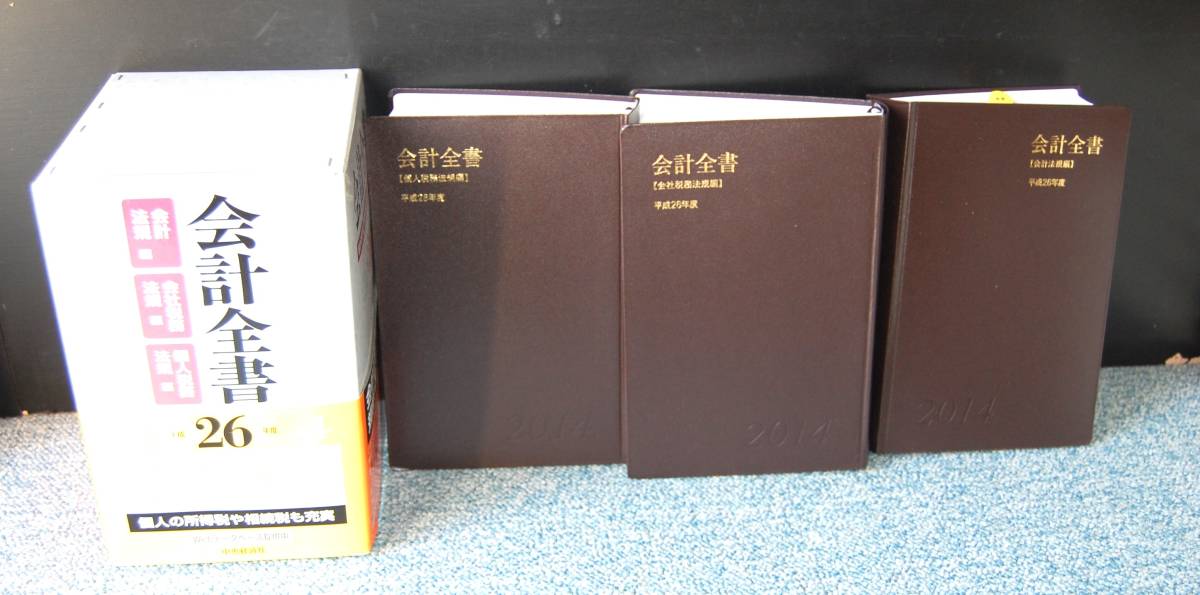 会計全書
会計
法規 編
会社税務
法規 編
個人税務
法規 編
平成 26 年度
個人の所得税や相続税も充実
中央経済社
会計全書
【個人税務法規編】
平成26年度
2014
会計全書
【会社税務法規編】
平成26年度
2014
会計全書
【会計法規編】
平成26年度
2014